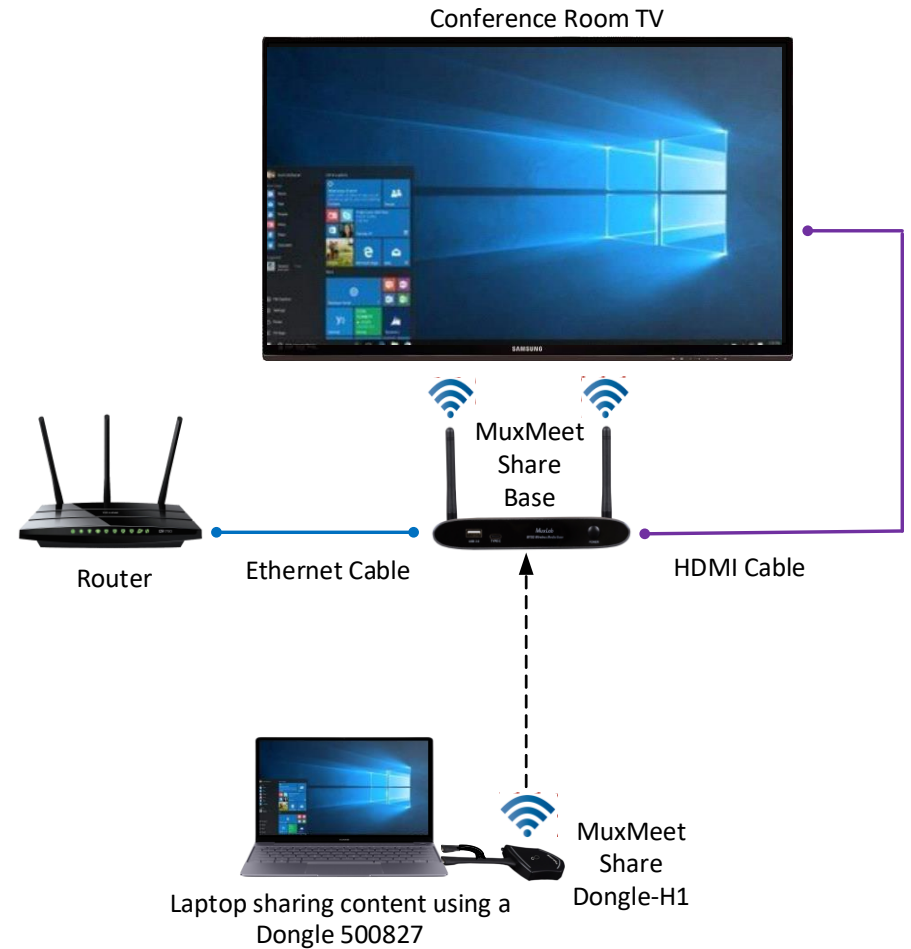 Conference Room TV
SAMSUNG
MuxMeet
Share
Base
MuxLab
Router
Ethernet Cable
HDMI Cable
MuxMeet
Share
Dongle-H1
Laptop sharing content using a
Dongle 500827